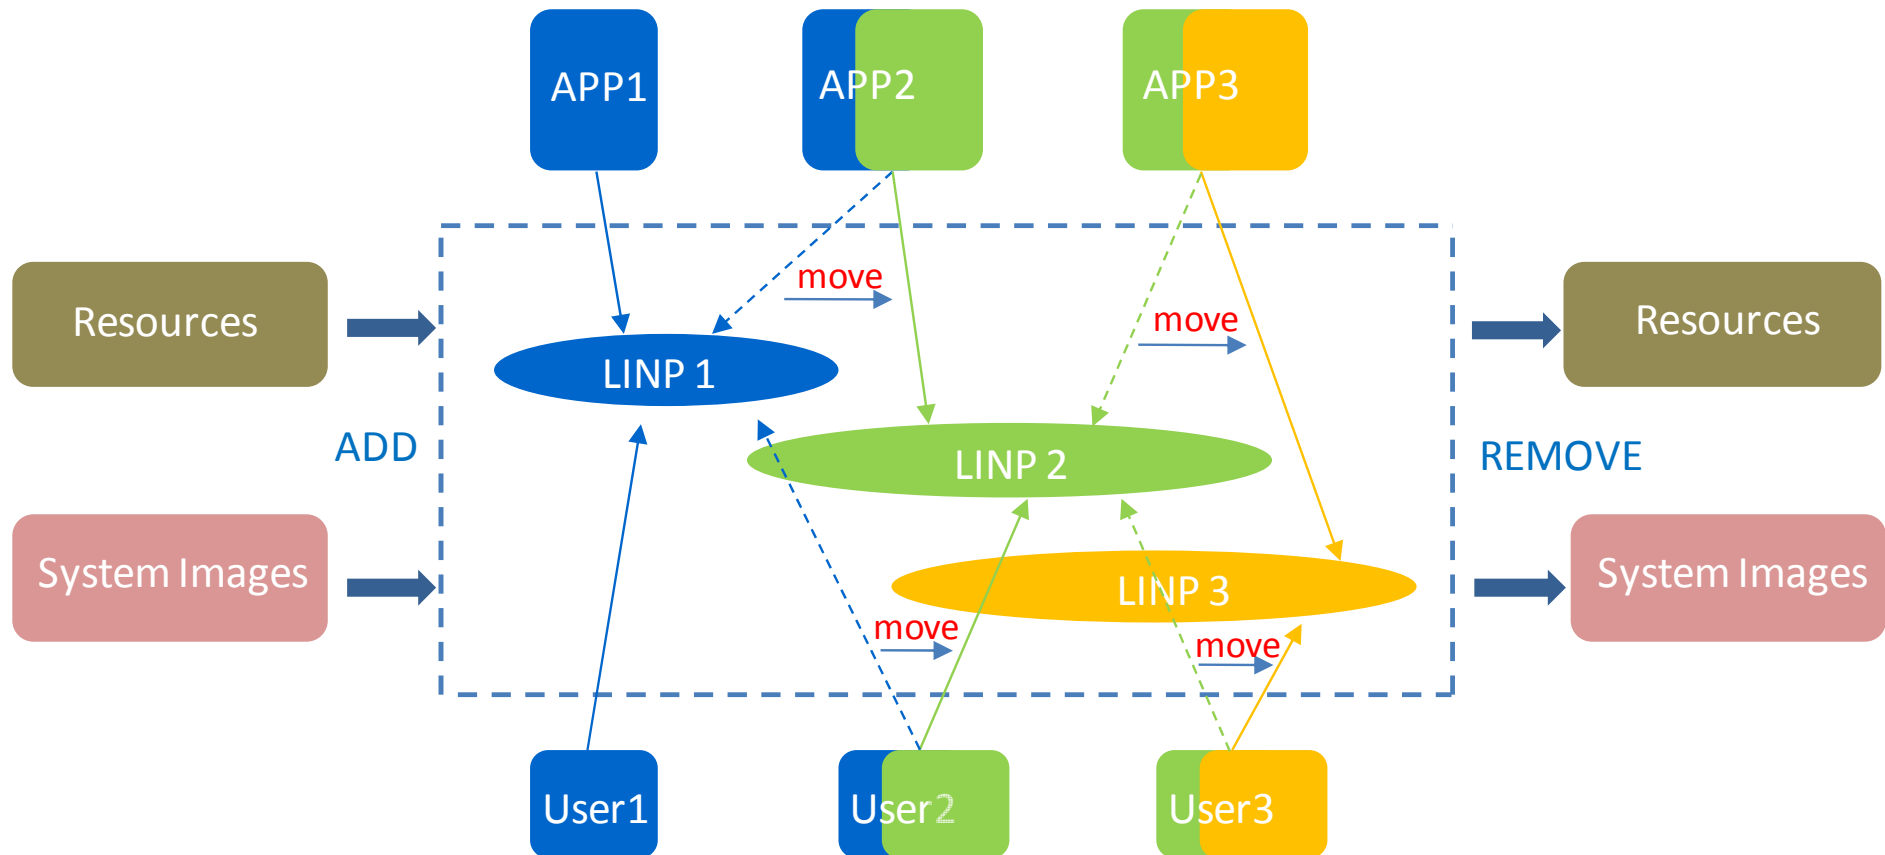 APP1
APP2
APP3
move
move
Resources
Resources
LINP 1
ADD
LINP 2
REMOVE
System Images
LINP 3
System Images
move
move
User1
User2
User3